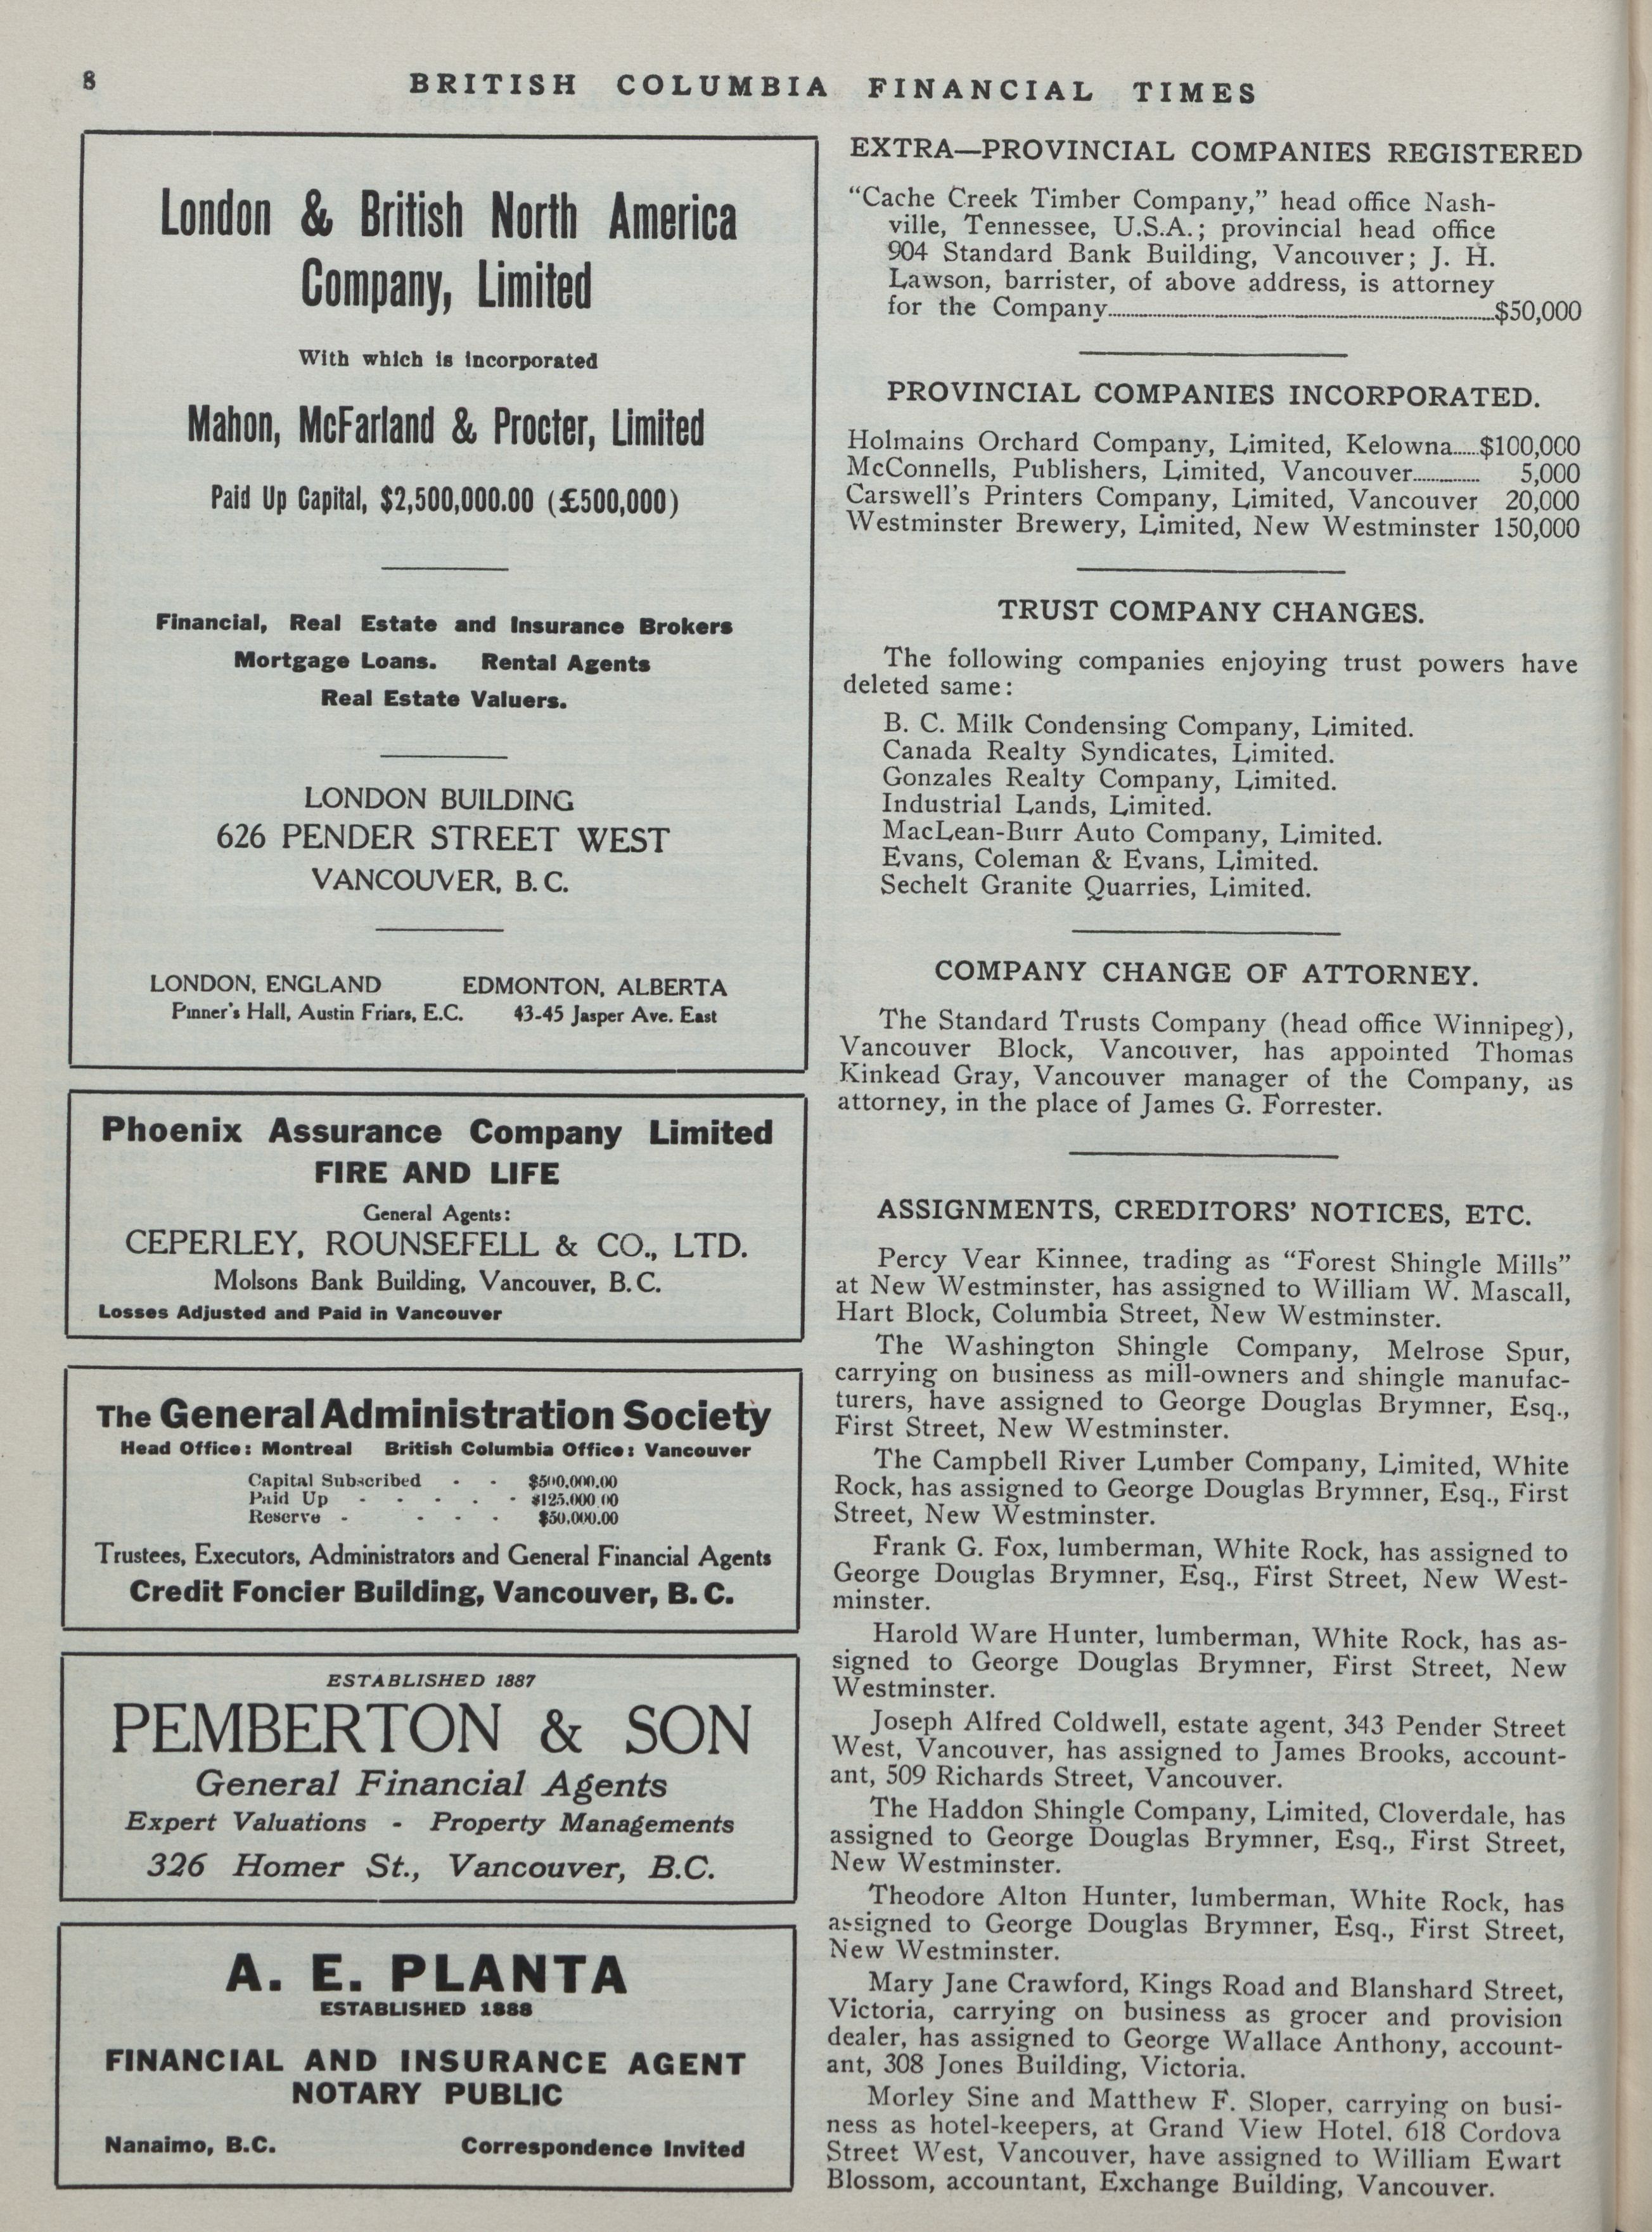 8
BRITISH COLUMBIA FINANCIAL TIMES
London & British North America
Company, Limited
With which is incorporated
Mahon, McFarland & Procter, Limited
Paid Up Capital, $2,500,000.00 (£500,000)
Financial, Real Estate and Insurance Brokers
Mortgage Loans. Rental Agents
Real Estate Valuers.
LONDON BUILDING
626 PENDER STREET WEST
VANCOUVER, B. C.
LONDON, ENGLAND EDMONTON, ALBERTA
Pinner's Hall, Austin Friars, E.C. 43-45 Jasper Ave. East
Phoenix Assurance Company Limited
FIRE AND LIFE
General Agents:
CEPERLEY, ROUNSEFELL & CO., LTD.
Molsons Bank Building, Vancouver, B. C.
Losses Adjusted and Paid in Vancouver
The General Administration Society
Head Office: Montreal British Columbia Office: Vancouver
Capital Subscribed - - $500,000.00
Paid Up - - - - - $125,000.00
Reserve - - - - $50,000.00
Trustees, Executors, Administrators and General Financial Agents
Credit Foncier Building, Vancouver, B. C.
ESTABLISHED 1887
PEMBERTON & SON
General Financial Agents
Expert Valuations - Property Managements
326 Homer St., Vancouver, B.C.
A. E. PLANTA
ESTABLISHED 1888
FINANCIAL AND INSURANCE AGENT
NOTARY PUBLIC
Nanaimo, B.C. Correspondence Invited
EXTRA—PROVINCIAL COMPANIES REGISTERED
"Cache Creek Timber Company," head office Nash-
ville, Tennessee, U.S.A.; provincial head office
904 Standard Bank Building, Vancouver; J. H.
Lawson, barrister, of above address, is attorney
for the Company..........$50,000
PROVINCIAL COMPANIES INCORPORATED.
Holmains Orchard Company, Limited, Kelowna.....$100,000
McConnells, Publishers, Limited, Vancouver.......... 5,000
Carswell's Printers Company, Limited, Vancouver 20,000
Westminster Brewery, Limited, New Westminster 150,000
TRUST COMPANY CHANGES.
The following companies enjoying trust powers have
deleted same:
B. C. Milk Condensing Company, Limited.
Canada Realty Syndicates, Limited.
Gonzales Realty Company, Limited.
Industrial Lands, Limited.
MacLean-Burr Auto Company, Limited.
Evans, Coleman & Evans, Limited.
Sechelt Granite Quarries, Limited.
COMPANY CHANGE OF ATTORNEY.
The Standard Trusts Company (head office Winnipeg),
Vancouver Block, Vancouver, has appointed Thomas
Kinkead Gray, Vancouver manager of the Company, as
attorney, in the place of James G. Forrester.
ASSIGNMENTS, CREDITORS' NOTICES, ETC.
Percy Vear Kinnee, trading as "Forest Shingle Mills"
at New Westminster, has assigned to William W. Mascall,
Hart Block, Columbia Street, New Westminster.
The Washington Shingle Company, Melrose Spur,
carrying on business as mill-owners and shingle manufac-
turers, have assigned to George Douglas Brymner, Esq.,
First Street, New Westminster.
The Campbell River Lumber Company, Limited, White
Rock, has assigned to George Douglas Brymner, Esq., First
Street, New Westminster.
Frank G. Fox, lumberman, White Rock, has assigned to
George Douglas Brymner, Esq., First Street, New West-
minster.
Harold Ware Hunter, lumberman, White Rock, has as-
signed to George Douglas Brymner, First Street, New
Westminster.
Joseph Alfred Coldwell, estate agent, 343 Pender Street
West, Vancouver, has assigned to James Brooks, account-
ant, 509 Richards Street, Vancouver.
The Haddon Shingle Company, Limited, Cloverdale, has
assigned to George Douglas Brymner, Esq., First Street,
New Westminster.
Theodore Alton Hunter, lumberman, White Rock, has
assigned to George Douglas Brymner, Esq., First Street,
New Westminster.
Mary Jane Crawford, Kings Road and Blanshard Street,
Victoria, carrying on business as grocer and provision
dealer, has assigned to George Wallace Anthony, account-
ant, 308 Jones Building, Victoria.
Morley Sine and Matthew F. Sloper, carrying on busi-
ness as hotel-keepers, at Grand View Hotel. 618 Cordova
Street West, Vancouver, have assigned to William Ewart
Blossom, accountant, Exchange Building, Vancouver.